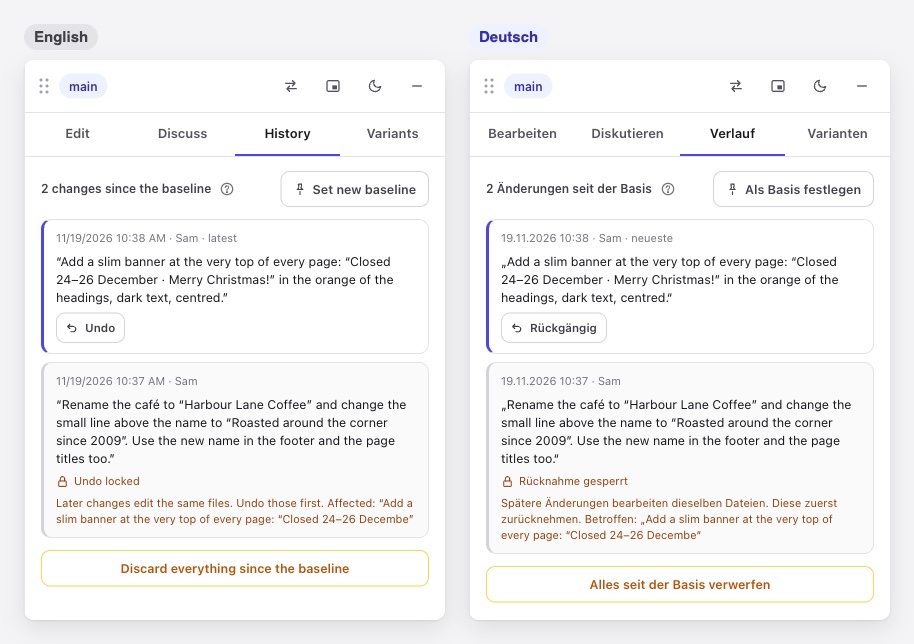 English
main
Edit
Discuss
History
Variants
2 changes since the baseline
Set new baseline
11/19/2026 10:38 AM · Sam · latest
“Add a slim banner at the very top of every page: “Closed
24–26 December · Merry Christmas!” in the orange of the
headings, dark text, centred.”
Undo
11/19/2026 10:37 AM · Sam
“Rename the café to “Harbour Lane Coffee” and change the
small line above the name to “Roasted around the corner
since 2009”. Use the new name in the footer and the page
titles too.”
Undo locked
Later changes edit the same files. Undo those first. Affected: “Add a
slim banner at the very top of every page: “Closed 24–26 Decembe”
Discard everything since the baseline
Deutsch
main
Bearbeiten
Diskutieren
Verlauf
Varianten
2 Änderungen seit der Basis
Als Basis festlegen
19.11.2026 10:38 · Sam · neueste
„Add a slim banner at the very top of every page: “Closed
24–26 December · Merry Christmas!” in the orange of the
headings, dark text, centred.“
Rückgängig
19.11.2026 10:37 · Sam
„Rename the café to “Harbour Lane Coffee” and change the
small line above the name to “Roasted around the corner
since 2009”. Use the new name in the footer and the page
titles too.“
Rücknahme gesperrt
Spätere Änderungen bearbeiten dieselben Dateien. Diese zuerst
zurücknehmen. Betroffen: „Add a slim banner at the very top of
every page: “Closed 24–26 Decembe“
Alles seit der Basis verwerfen